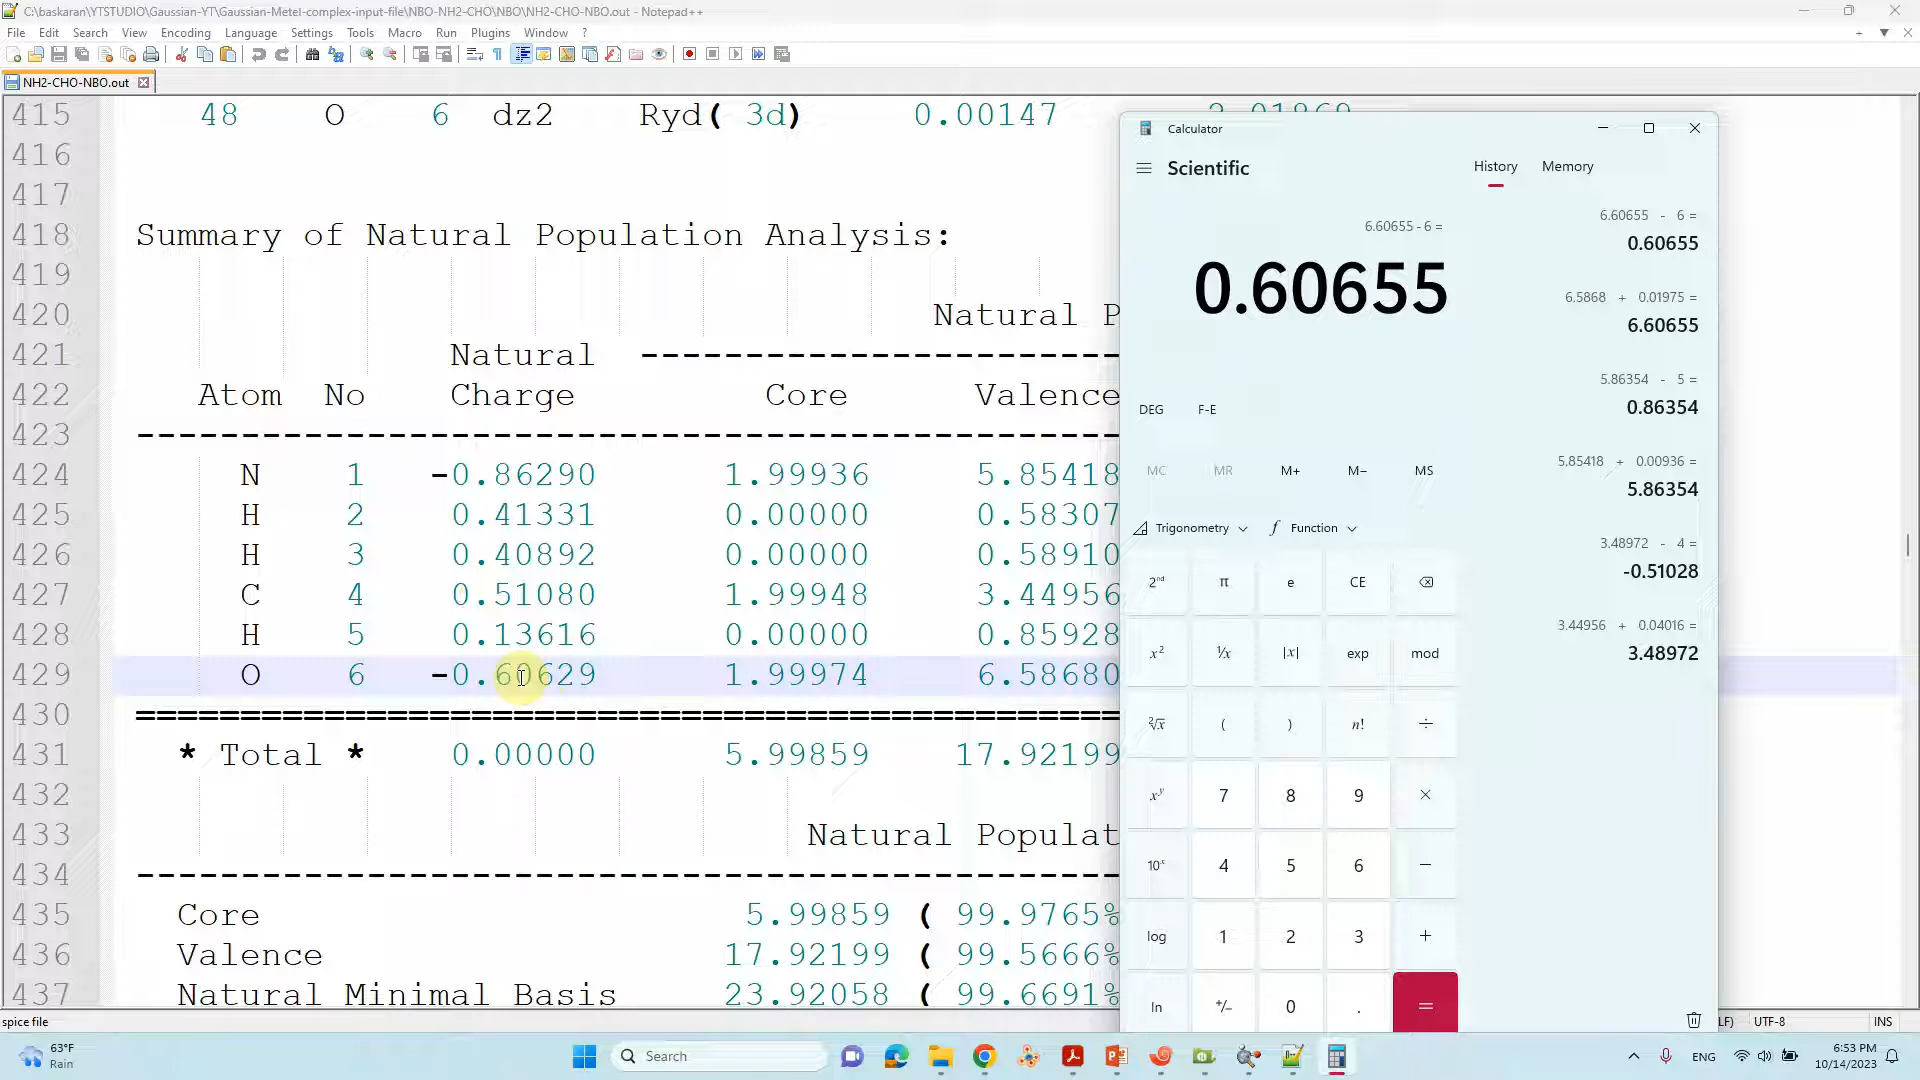 C:\baskaran\YTSTUDIO\Gaussian-YT\Gaussian-Metel-complex-input-file\NBO-NH2-CHO\NBO\NH2-CHO-NBO.out - Notepad++
File Edit Search View Encoding Language Settings Tools Macro Run Plugins Window ?
NH2-CHO-NBO.out
415 48 O 6 dz2 Ryd( 3d) 0.00147 2.01869
416
417
418 Summary of Natural Population Analysis:
419
420 Natural P
421 Natural -----------------------
422 Atom No Charge Core Valence
423 -----------------------------------------------
424 N 1 -0.86290 1.99936 5.85418
425 H 2 0.41331 0.00000 0.58307
426 H 3 0.40892 0.00000 0.58910
427 C 4 0.51080 1.99948 3.44956
428 H 5 0.13616 0.00000 0.85928
429 O 6 -0.60629 1.99974 6.58680
430 ===============================================
431 * Total * 0.00000 5.99859 17.92199
432
433 Natural Populat
434 -----------------------------------------------
435 Core 5.99859 ( 99.9765%
436 Valence 17.92199 ( 99.5666%
437 Natural Minimal Basis 23.92058 ( 99.6691%
Calculator
Scientific
History Memory
6.60655 - 6 =
0.60655
DEG F-E
MC MR M+ M− MS
Trigonometry Function
2nd π e CE
x² ¹/x |x| exp mod
²√x ( ) n! ÷
xʸ 7 8 9 ×
10ˣ 4 5 6 −
log 1 2 3 +
ln +/− 0 . =
6.60655 - 6 =
0.60655
6.5868 + 0.01975 =
6.60655
5.86354 - 5 =
0.86354
5.85418 + 0.00936 =
5.86354
3.48972 - 4 =
-0.51028
3.44956 + 0.04016 =
3.48972
spice file
LF) UTF-8 INS
63°F
Rain
Search
ENG
6:53 PM
10/14/2023